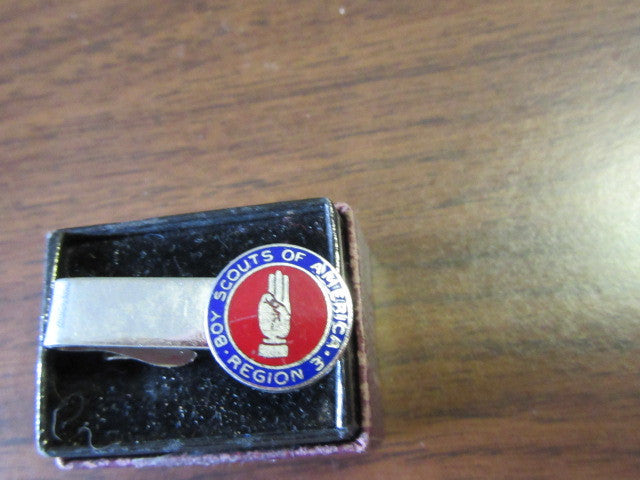 BOY SCOUTS OF AMERICA
· REGION 3 ·